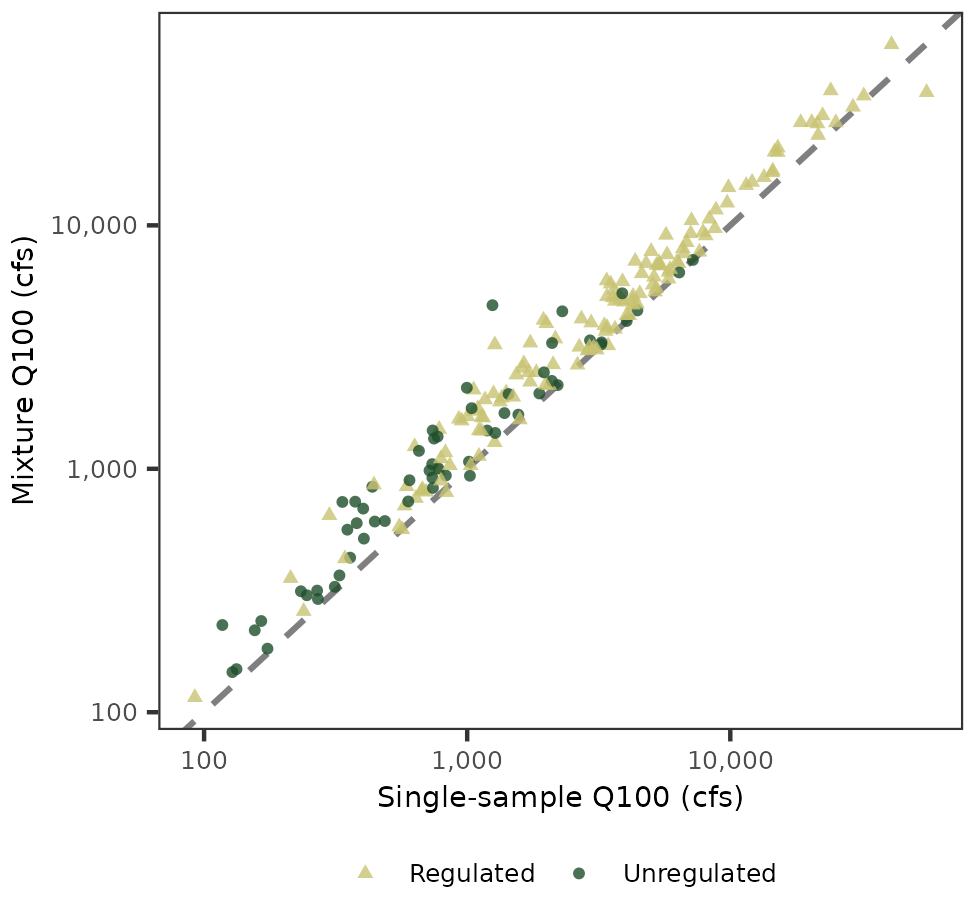 Mixture Q100 (cfs)
10,000
1,000
100
100 1,000 10,000
Single-sample Q100 (cfs)
Regulated Unregulated